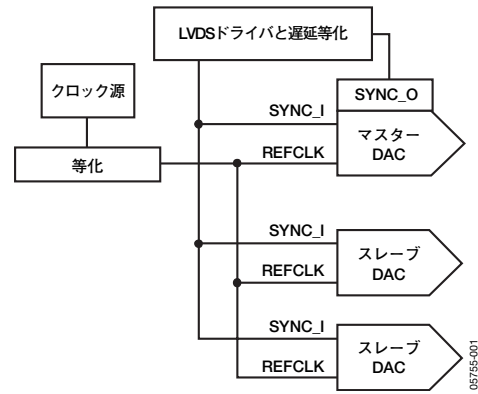 LVDSドライバと遅延等化
クロック源
SYNC_O
SYNC_I
マスター
DAC
等化
REFCLK
SYNC_I
スレーブ
DAC
REFCLK
SYNC_I
スレーブ
DAC
REFCLK
05755-001